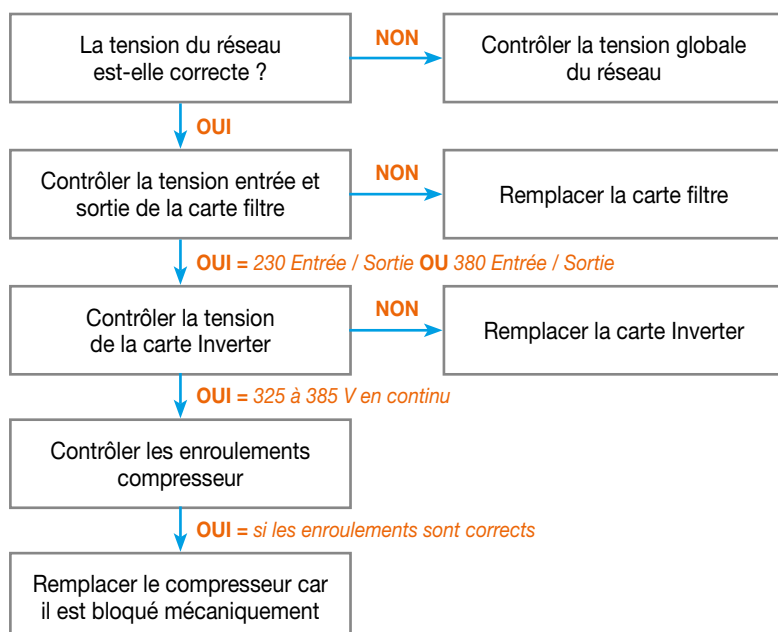 La tension du réseau
est-elle correcte ?
NON
Contrôler la tension globale
du réseau
OUI
Contrôler la tension entrée et
sortie de la carte filtre
NON
Remplacer la carte filtre
OUI = 230 Entrée / Sortie OU 380 Entrée / Sortie
Contrôler la tension
de la carte Inverter
NON
Remplacer la carte Inverter
OUI = 325 à 385 V en continu
Contrôler les enroulements
compresseur
OUI = si les enroulements sont corrects
Remplacer le compresseur car
il est bloqué mécaniquement